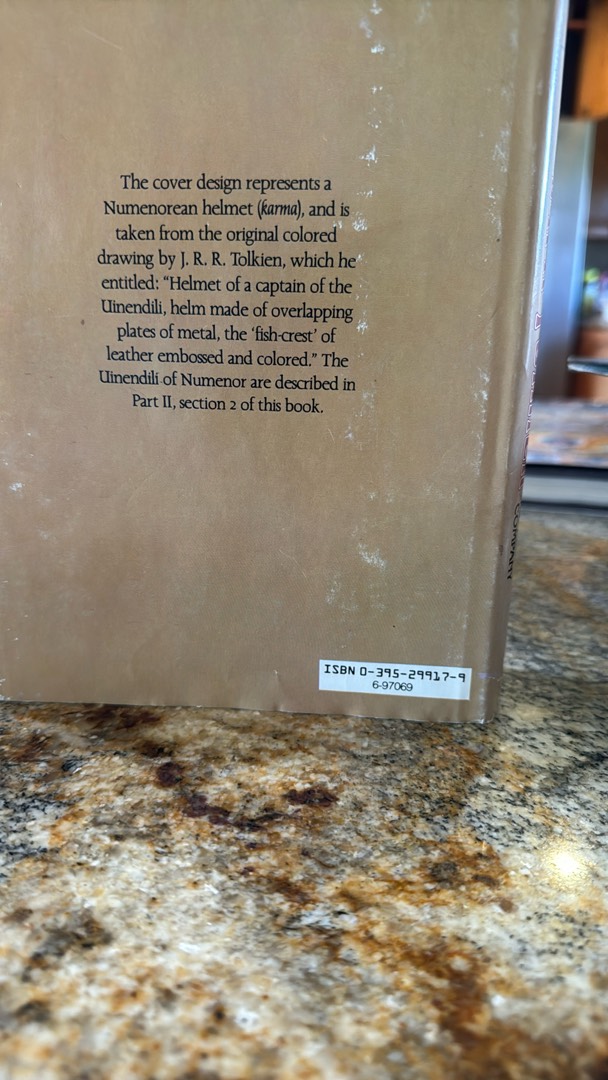 The cover design represents a
Numenorean helmet (karma), and is
taken from the original colored
drawing by J. R. R. Tolkien, which he
entitled: “Helmet of a captain of the
Uinendili, helm made of overlapping
plates of metal, the ‘fish-crest’ of
leather embossed and colored.” The
Uinendili of Numenor are described in
Part II, section 2 of this book.
COMPANY
ISBN 0-395-29917-9
6-97069